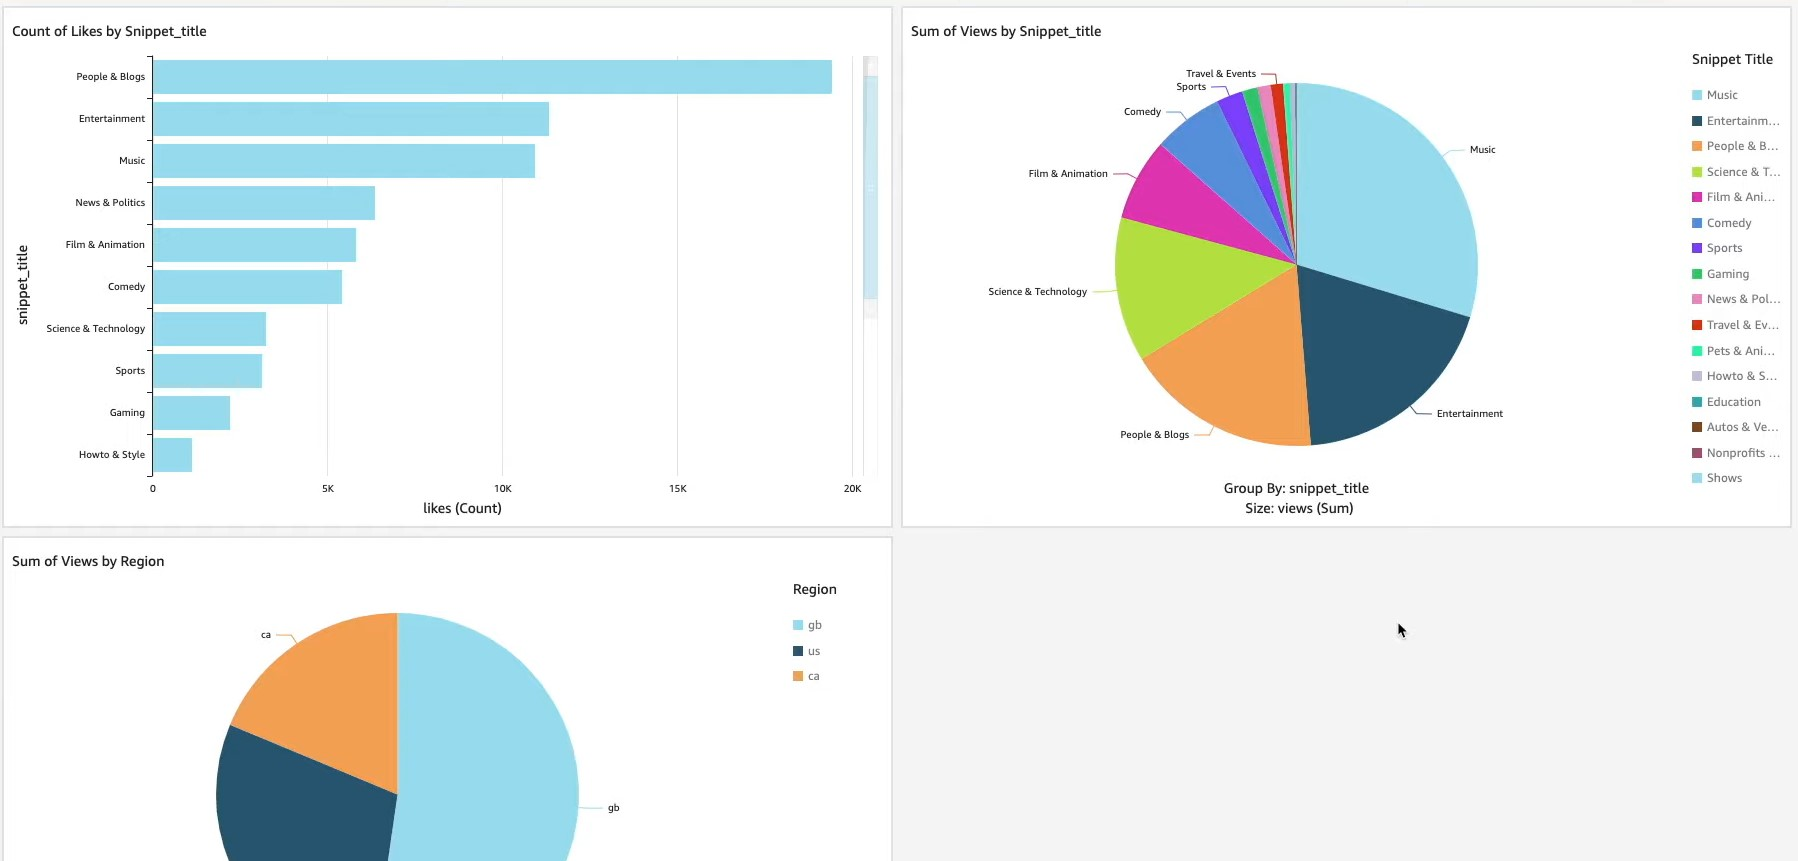 Count of Likes by Snippet_title
snippet_title
People & Blogs
Entertainment
Music
News & Politics
Film & Animation
Comedy
Science & Technology
Sports
Gaming
Howto & Style
0
5K
10K
15K
20K
likes (Count)
Sum of Views by Snippet_title
Travel & Events
Sports
Comedy
Film & Animation
Science & Technology
People & Blogs
Music
Entertainment
Group By: snippet_title
Size: views (Sum)
Snippet Title
Music
Entertainm...
People & B...
Science & T...
Film & Ani...
Comedy
Sports
Gaming
News & Pol...
Travel & Ev...
Pets & Ani...
Howto & S...
Education
Autos & Ve...
Nonprofits ...
Shows
Sum of Views by Region
ca
gb
Region
gb
us
ca